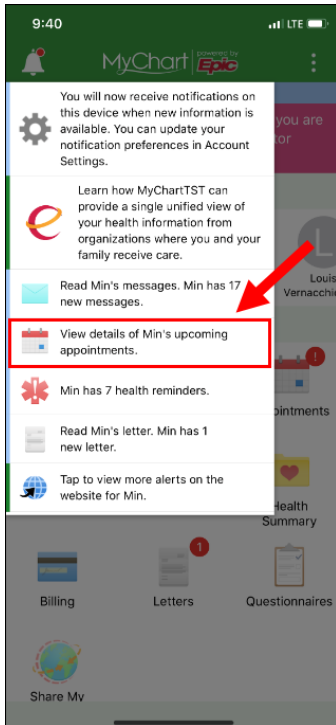 9:40
LTE
MyChart powered by Epic
You will now receive notifications on
this device when new information is
available. You can update your
notification preferences in Account
Settings.
you are
tor
Learn how MyChartTST can
provide a single unified view of
your health information from
organizations where you and your
family receive care.
L
Louis
Vernacchie
Read Min's messages. Min has 17
new messages.
View details of Min's upcoming
appointments.
!
ointments
Min has 7 health reminders.
Read Min's letter. Min has 1
new letter.
Tap to view more alerts on the
website for Min.
Health
Summary
1
Billing
Letters
Questionnaires
Share My